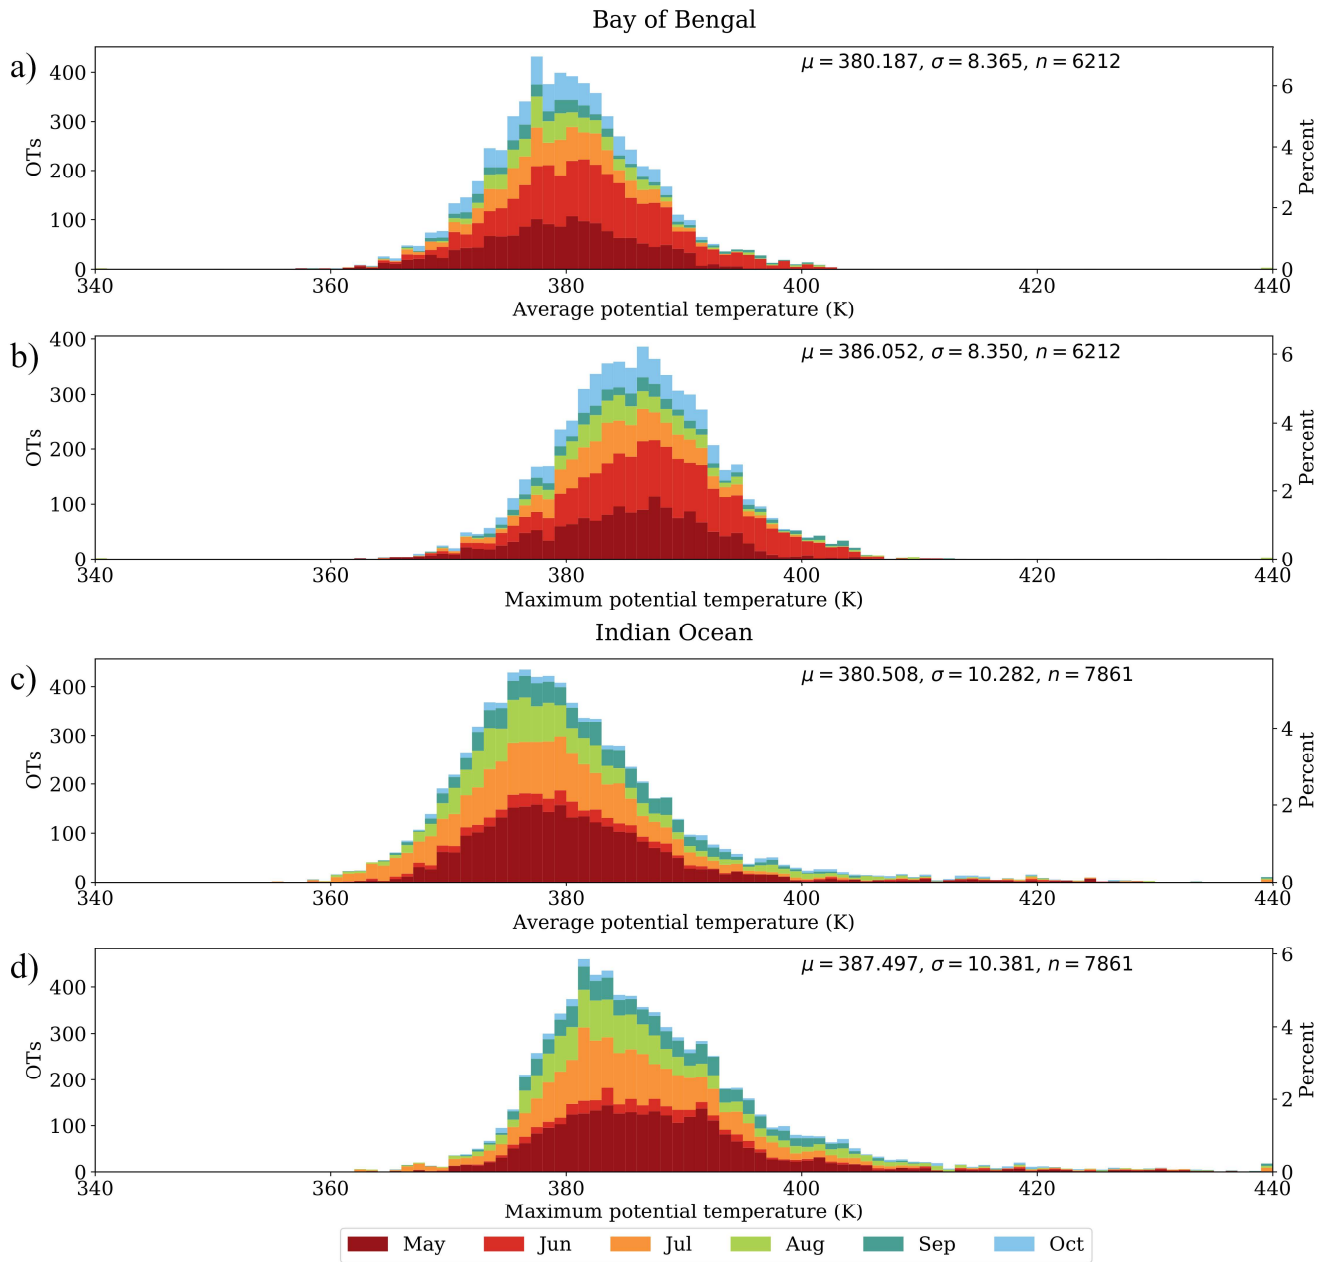 Bay of Bengal
a)
μ = 380.187, σ = 8.365, n = 6212
400
300
200
100
0
OTs
6
4
2
0
Percent
340 360 380 400 420 440
Average potential temperature (K)
b)
μ = 386.052, σ = 8.350, n = 6212
400
300
200
100
0
OTs
6
4
2
0
Percent
340 360 380 400 420 440
Maximum potential temperature (K)
Indian Ocean
c)
μ = 380.508, σ = 10.282, n = 7861
400
300
200
100
0
OTs
4
2
0
Percent
340 360 380 400 420 440
Average potential temperature (K)
d)
μ = 387.497, σ = 10.381, n = 7861
400
300
200
100
0
OTs
6
4
2
0
Percent
340 360 380 400 420 440
Maximum potential temperature (K)
May Jun Jul Aug Sep Oct